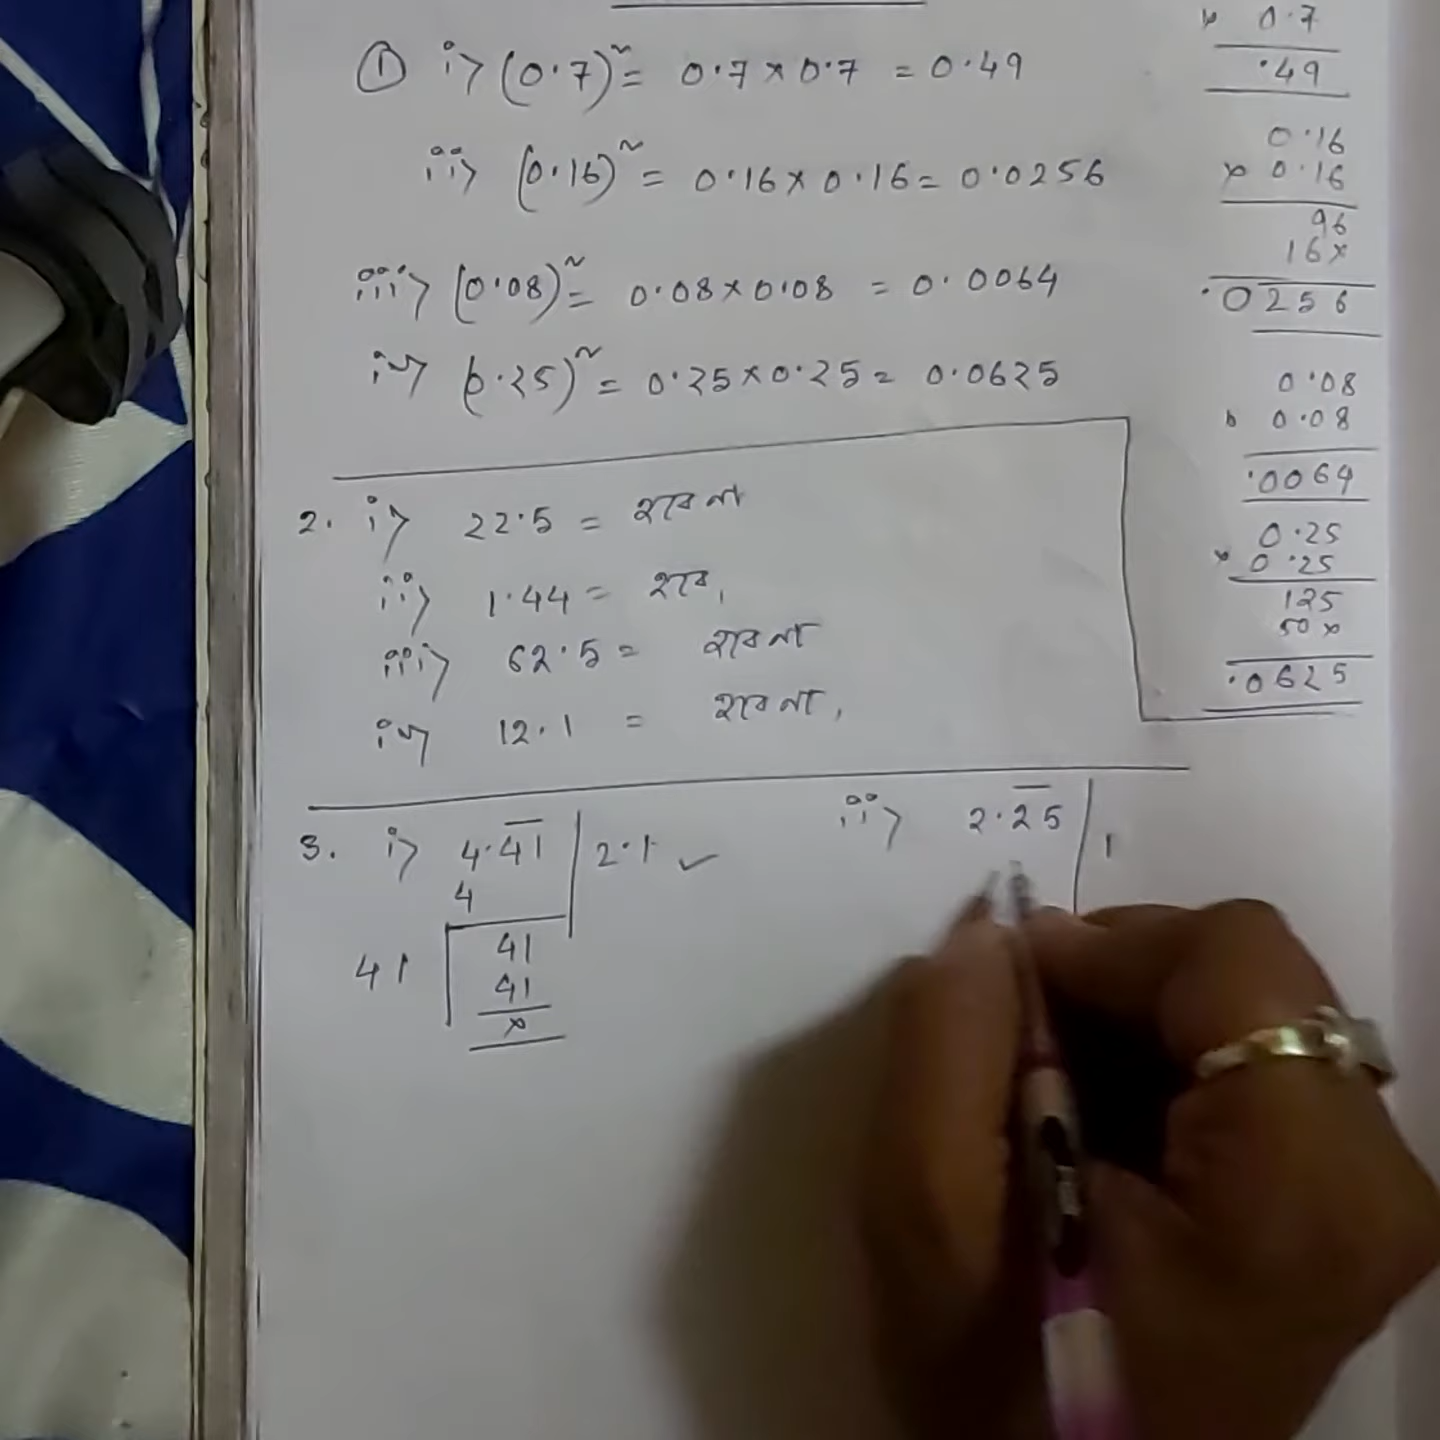 ① i> (0.7)² = 0.7 × 0.7 = 0.49
ii> (0.16)² = 0.16 × 0.16 = 0.0256
iii> (0.08)² = 0.08 × 0.08 = 0.0064
iv> (0.25)² = 0.25 × 0.25 = 0.0625
2. i> 22.5 = হবে না
ii> 1.44 = হবে,
iii> 62.5 = হবে না
iv> 12.1 = হবে না,
3. i> 4.41 | 2.1 ✓
4
41 | 41
41
×
ii> 2.25 | 1
× 0.7
.49
0.16
× 0.16
96
16×
.0256
0.08
× 0.08
.0064
0.25
× 0.25
125
50×
.0625